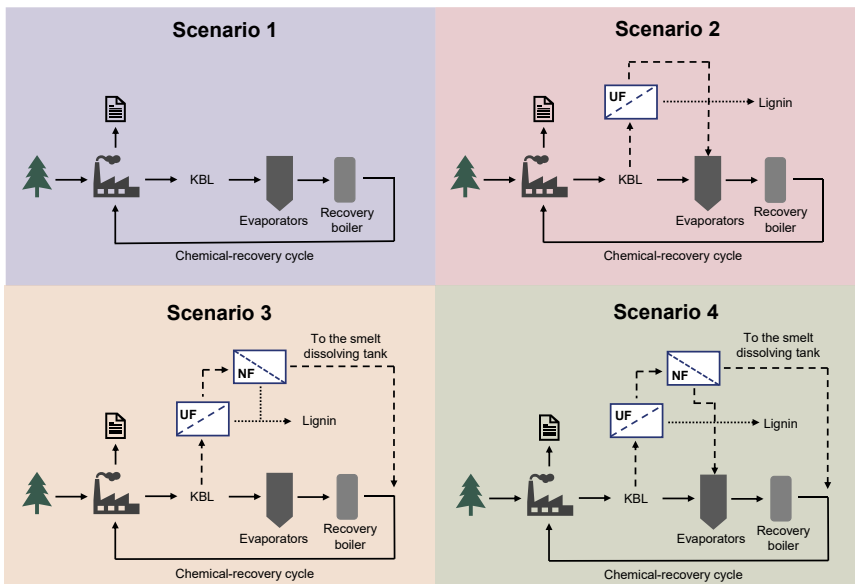 Scenario 1
KBL
Evaporators
Recovery
boiler
Chemical-recovery cycle
Scenario 2
UF
Lignin
KBL
Evaporators
Recovery
boiler
Chemical-recovery cycle
Scenario 3
To the smelt
dissolving tank
NF
UF
Lignin
KBL
Evaporators
Recovery
boiler
Chemical-recovery cycle
Scenario 4
To the smelt
dissolving tank
NF
UF
Lignin
KBL
Evaporators
Recovery
boiler
Chemical-recovery cycle